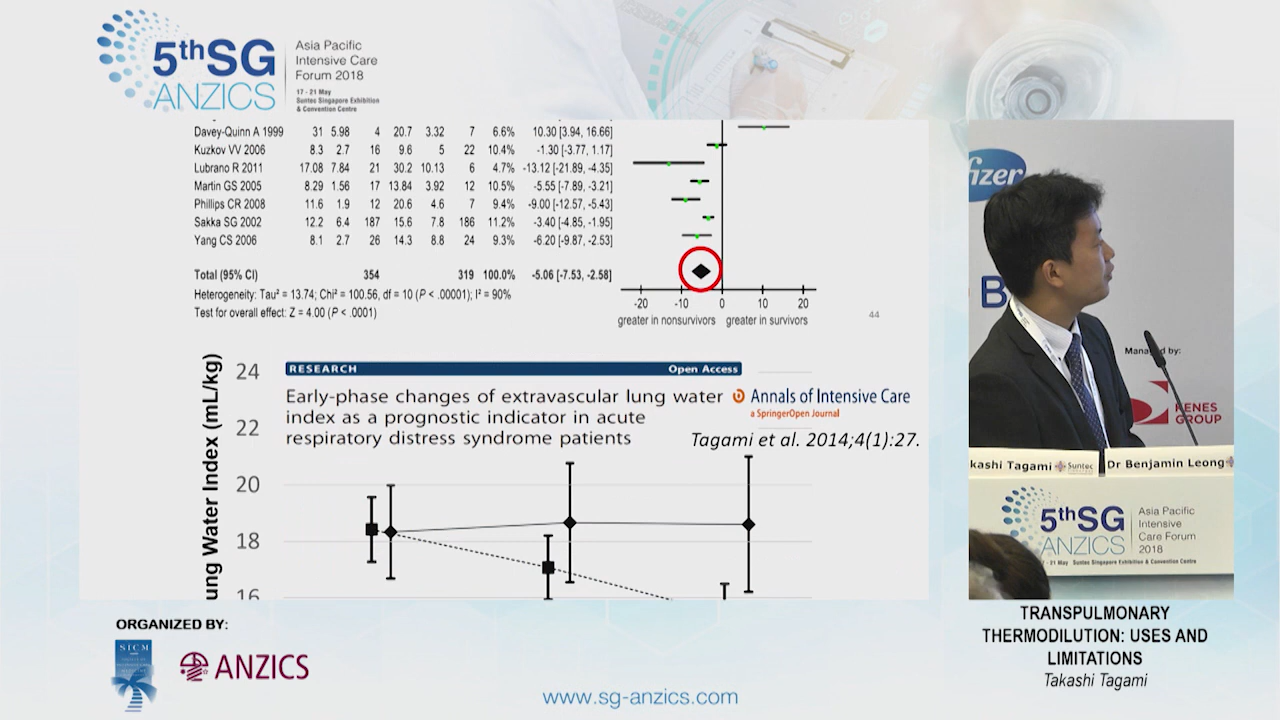 5thSG
ANZICS
Asia Pacific
Intensive Care
Forum 2018
17 - 21 May
Suntec Singapore Exhibition
& Convention Centre
Davey-Quinn A 1999 31 5.98 4 20.7 3.32 7 6.6% 10.30 [3.94, 16.66]
Kuzkov VV 2006 8.3 2.7 16 9.6 5 22 10.4% -1.30 [-3.77, 1.17]
Lubrano R 2011 17.08 7.84 21 30.2 10.13 6 4.7% -13.12 [-21.89, -4.35]
Martin GS 2005 8.29 1.56 17 13.84 3.92 12 10.5% -5.55 [-7.89, -3.21]
Phillips CR 2008 11.6 1.9 12 20.6 4.6 7 9.4% -9.00 [-12.57, -5.43]
Sakka SG 2002 12.2 6.4 187 15.6 7.8 186 11.2% -3.40 [-4.85, -1.95]
Yang CS 2006 8.1 2.7 26 14.3 8.8 24 9.3% -6.20 [-9.87, -2.53]
Total (95% CI) 354 319 100.0% -5.06 [-7.53, -2.58]
Heterogeneity: Tau² = 13.74; Chi² = 100.56, df = 10 (P < .00001); I² = 90%
Test for overall effect: Z = 4.00 (P < .0001)
-20 -10 0 10 20
greater in nonsurvivors greater in survivors
44
ung Water Index (mL/kg)
24
22
20
18
16
RESEARCH Open Access
Early-phase changes of extravascular lung water
index as a prognostic indicator in acute
respiratory distress syndrome patients
Annals of Intensive Care
a SpringerOpen Journal
Tagami et al. 2014;4(1):27.
fizer
B
Managed by:
KENES
GROUP
kashi Tagami Suntec
Dr Benjamin Leong
5thSG
ANZICS
Asia Pacific
Intensive
Care Forum
2018
- 21 May Suntec Singapore Exhibition & Convention Centre
TRANSPULMONARY
THERMODILUTION: USES AND
LIMITATIONS
Takashi Tagami
ORGANIZED BY:
SICM
ANZICS
www.sg-anzics.com